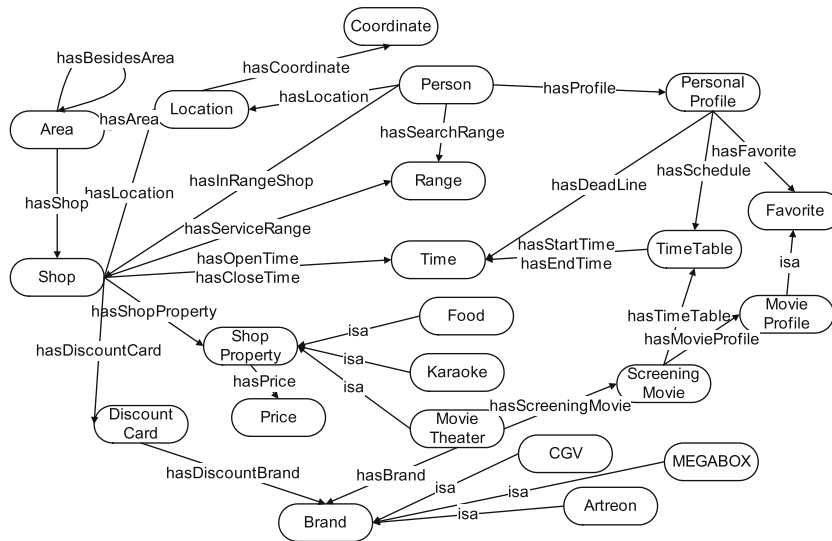 Coordinate
hasBesidesArea
hasCoordinate
Person
hasProfile
Personal
Profile
Location
hasLocation
Area
hasArea
hasSearchRange
hasFavorite
hasSchedule
hasInRangeShop
Range
hasDeadLine
hasLocation
hasShop
Favorite
hasServiceRange
hasStartTime
hasEndTime
TimeTable
hasOpenTime
hasCloseTime
Time
isa
Shop
Movie
Profile
hasShopProperty
hasTimeTable
Food
isa
hasMovieProfile
Shop
Property
hasDiscountCard
isa
Karaoke
Screening
Movie
hasPrice
isa
hasScreeningMovie
Price
Discount
Card
Movie
Theater
CGV
MEGABOX
hasDiscountBrand
hasBrand
isa
isa
isa
Artreon
Brand